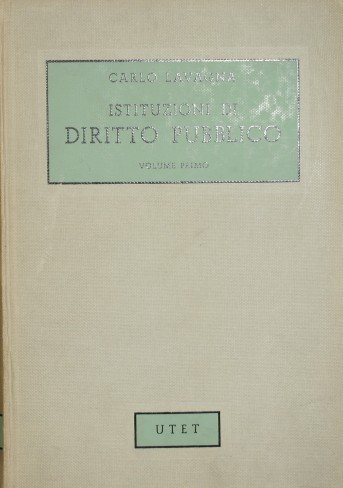 CARLO LAVAGNA
ISTITUZIONI DI
DIRITTO PUBBLICO
VOLUME PRIMO
UTET